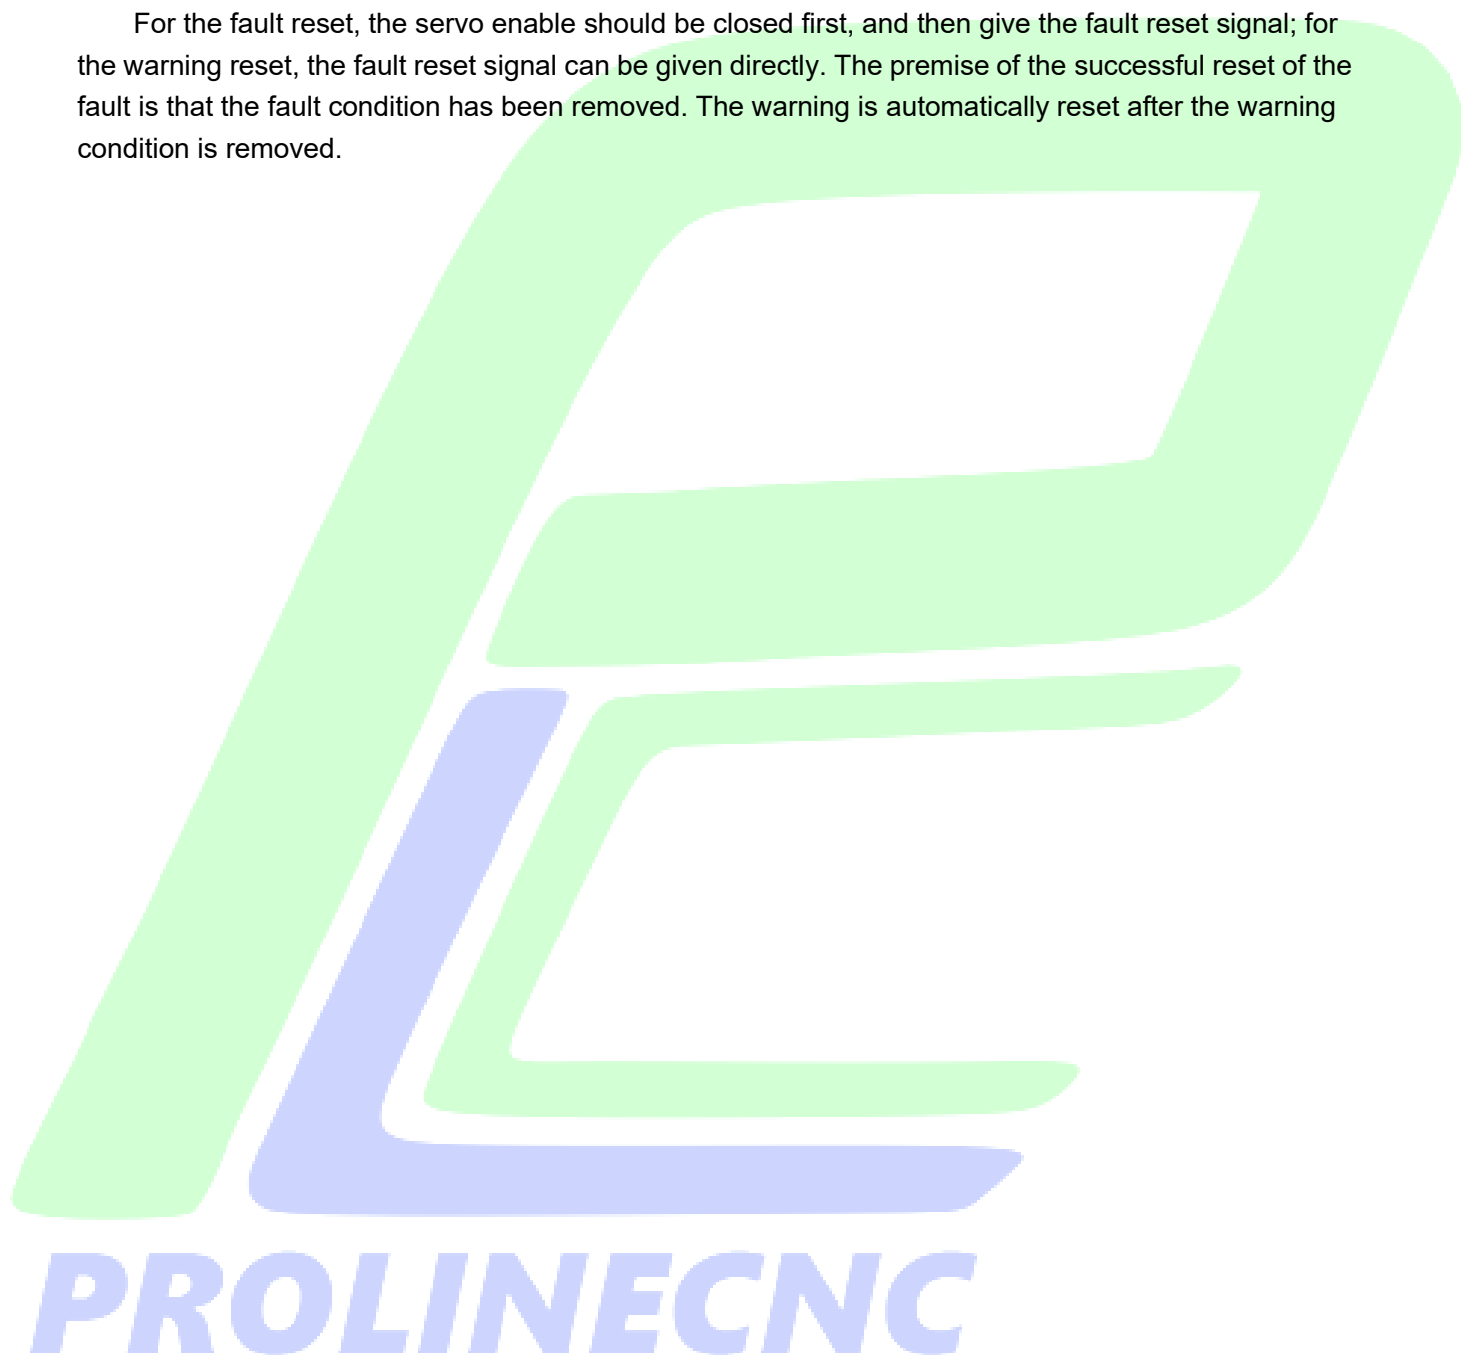 For the fault reset, the servo enable should be closed first, and then give the fault reset signal; for
the warning reset, the fault reset signal can be given directly. The premise of the successful reset of the
fault is that the fault condition has been removed. The warning is automatically reset after the warning
condition is removed.
PROLINECNC